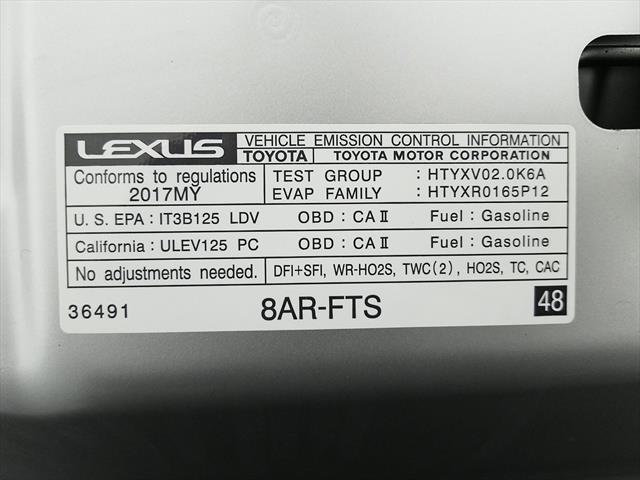 LEXUS VEHICLE EMISSION CONTROL INFORMATION
TOYOTA TOYOTA MOTOR CORPORATION
Conforms to regulations
2017MY
TEST GROUP : HTYXV02.0K6A
EVAP FAMILY : HTYXR0165P12
U. S. EPA : IT3B125 LDV OBD : CA II Fuel : Gasoline
California : ULEV125 PC OBD : CA II Fuel : Gasoline
No adjustments needed. DFI+SFI, WR-HO2S, TWC(2), HO2S, TC, CAC
36491 8AR-FTS 48